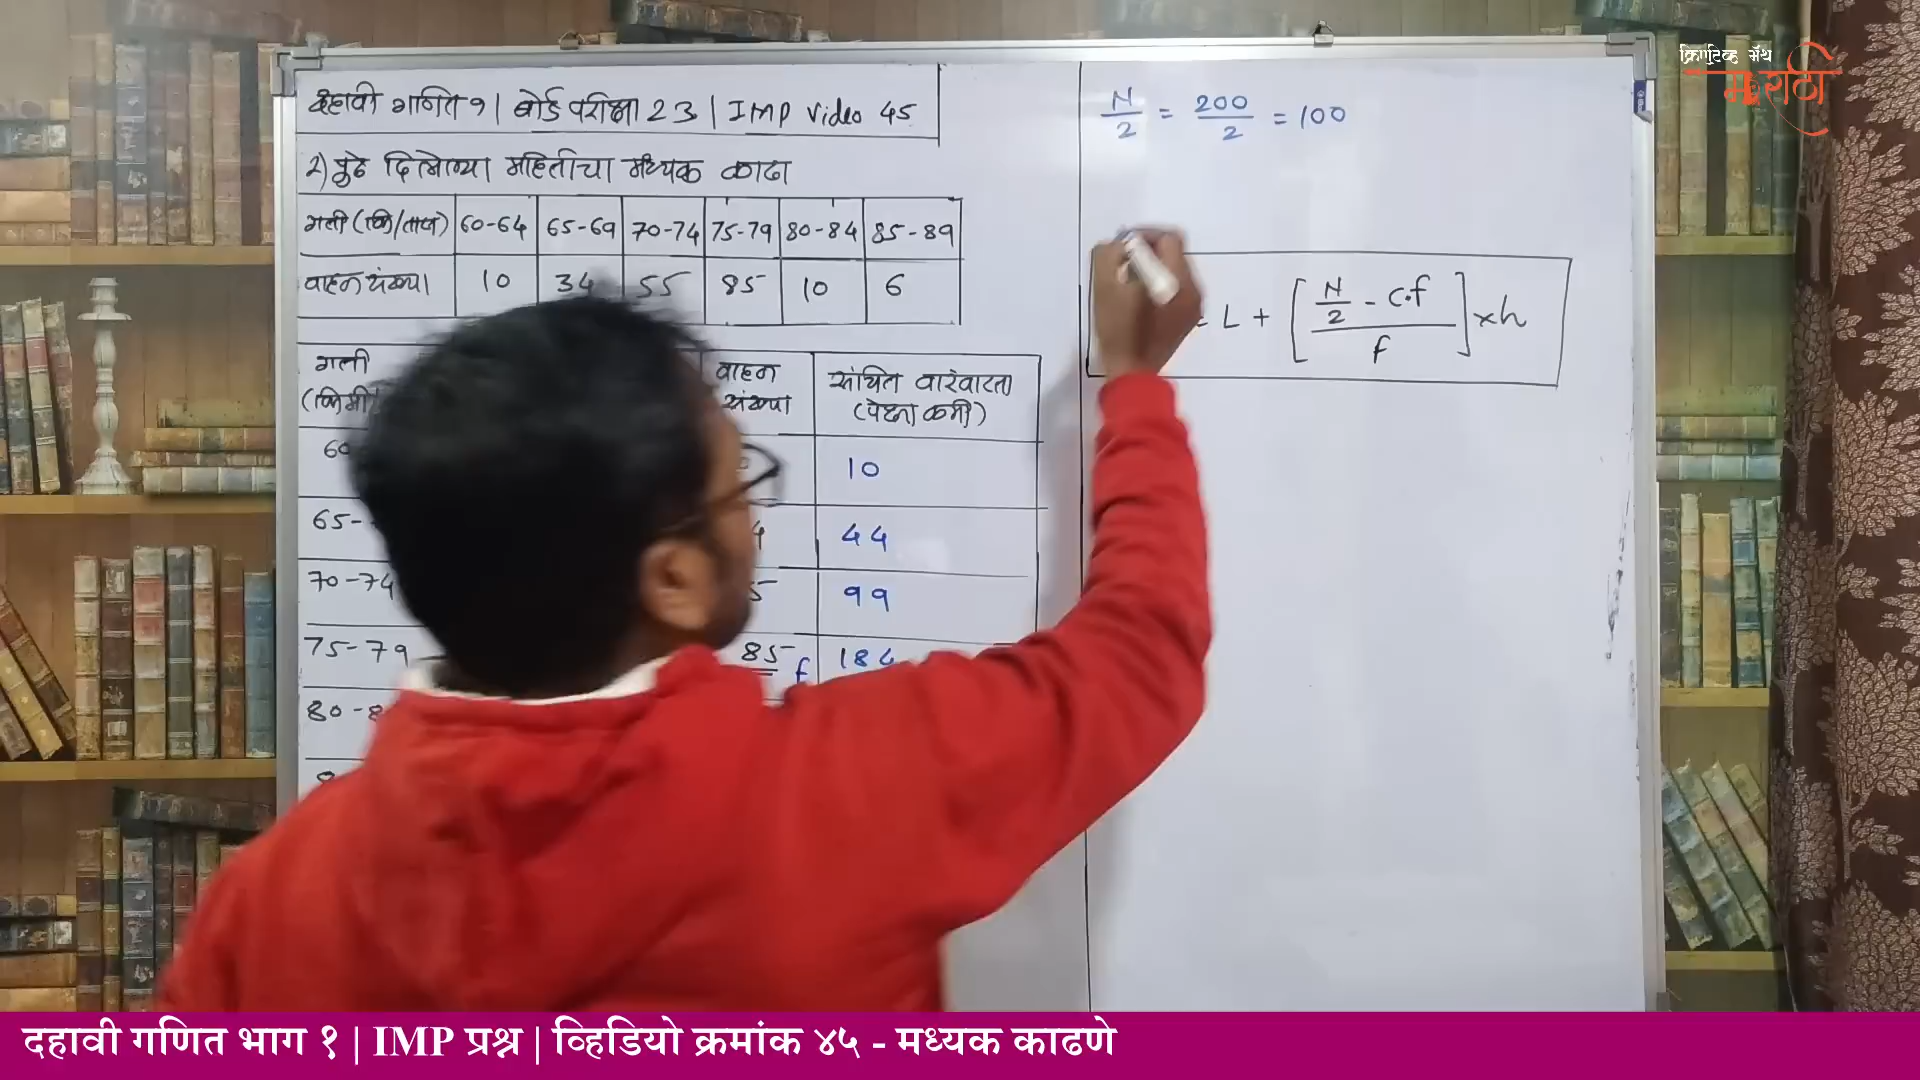 क्रिएटिव्ह मॅथ
मराठी
दहावी गणित १ | बोर्ड परीक्षा 23 | IMP Video 45
2) पुढे दिलेल्या माहितीचा मध्यक काढा
गती (कि/तास) 60-64 65-69 70-74 75-79 80-84 85-89
वाहन संख्या 10 34 55 85 10 6
गती वाहन संख्या संचित वारंवारता
(पेक्षा कमी)
60 10
65- 4 44
70-74 5 99
75-79 85 f 184
80-8
N/2 = 200/2 = 100
= L + [(N/2 - c.f)/f] × h
दहावी गणित भाग १ | IMP प्रश्न | व्हिडियो क्रमांक ४५ - मध्यक काढणे